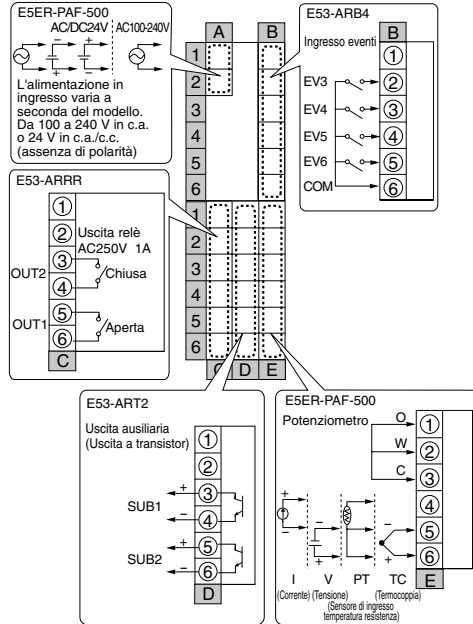 E5ER-PAF-500
AC/DC24V AC100-240V
− + + −
+ − − +
L'alimentazione in
ingresso varia a
seconda del modello.
Da 100 a 240 V in c.a.
o 24 V in c.a./c.c.
(assenza di polarità)
A B
1
2
3
4
5
6
1
2
3
4
5
6
C D E
E53-ARB4
B
Ingresso eventi
1
EV3 2
EV4 3
EV5 4
EV6 5
COM 6
E53-ARRR
1
2 Uscita relè
AC250V 1A
3
OUT2 Chiusa
4
5
OUT1 Aperta
6
C
E53-ART2
Uscita ausiliaria
(Uscita a transistor)
1
2
+ 3
SUB1
− 4
+ 5
SUB2
− 6
D
E5ER-PAF-500
Potenziometro
O 1
W 2
C 3
4
5
6
E
+ −
− +
− +
I V PT TC
(Corrente) (Tensione) (Termocoppia)
(Sensore di ingresso
temperatura resistenza)